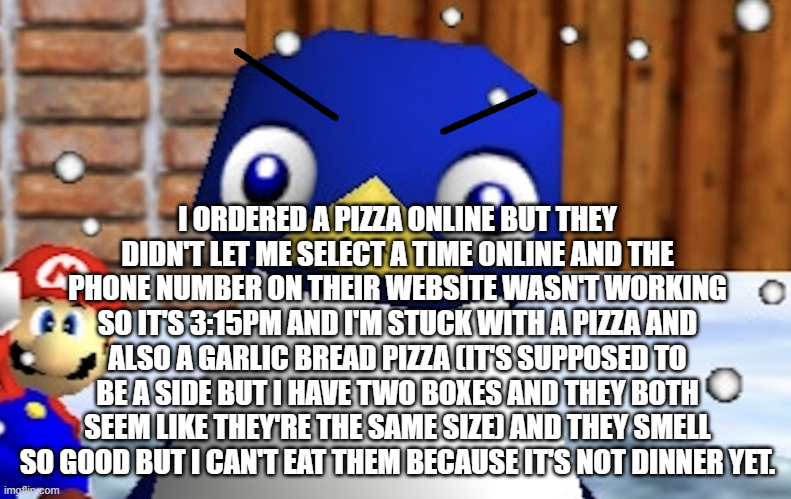 I ORDERED A PIZZA ONLINE BUT THEY
DIDN'T LET ME SELECT A TIME ONLINE AND THE
PHONE NUMBER ON THEIR WEBSITE WASN'T WORKING
SO IT'S 3:15PM AND I'M STUCK WITH A PIZZA AND
ALSO A GARLIC BREAD PIZZA (IT'S SUPPOSED TO
BE A SIDE BUT I HAVE TWO BOXES AND THEY BOTH
SEEM LIKE THEY'RE THE SAME SIZE) AND THEY SMELL
SO GOOD BUT I CAN'T EAT THEM BECAUSE IT'S NOT DINNER YET.
M
imgflip.com